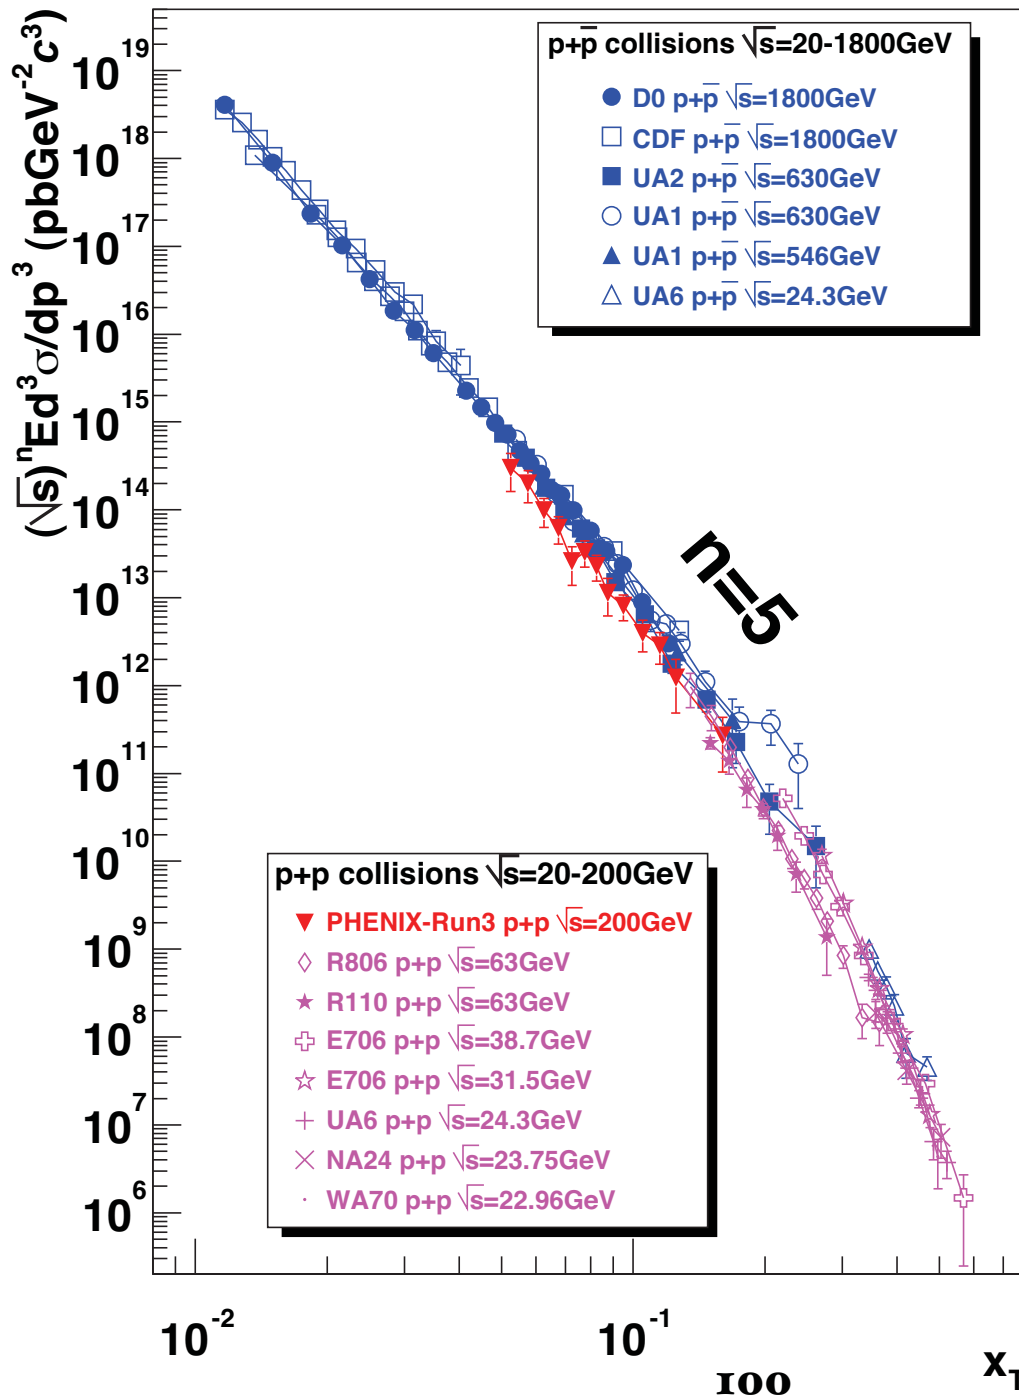 (√s)ⁿEd³σ/dp³ (pbGeV⁻²c³)
10¹⁹
10¹⁸
10¹⁷
10¹⁶
10¹⁵
10¹⁴
10¹³
10¹²
10¹¹
10¹⁰
10⁹
10⁸
10⁷
10⁶
p+p̅ collisions √s=20-1800GeV
D0 p+p̅ √s=1800GeV
CDF p+p̅ √s=1800GeV
UA2 p+p̅ √s=630GeV
UA1 p+p̅ √s=630GeV
UA1 p+p̅ √s=546GeV
UA6 p+p̅ √s=24.3GeV
n=5
p+p collisions √s=20-200GeV
PHENIX-Run3 p+p √s=200GeV
R806 p+p √s=63GeV
R110 p+p √s=63GeV
E706 p+p √s=38.7GeV
E706 p+p √s=31.5GeV
UA6 p+p √s=24.3GeV
NA24 p+p √s=23.75GeV
WA70 p+p √s=22.96GeV
10⁻² 10⁻¹
x_T
100